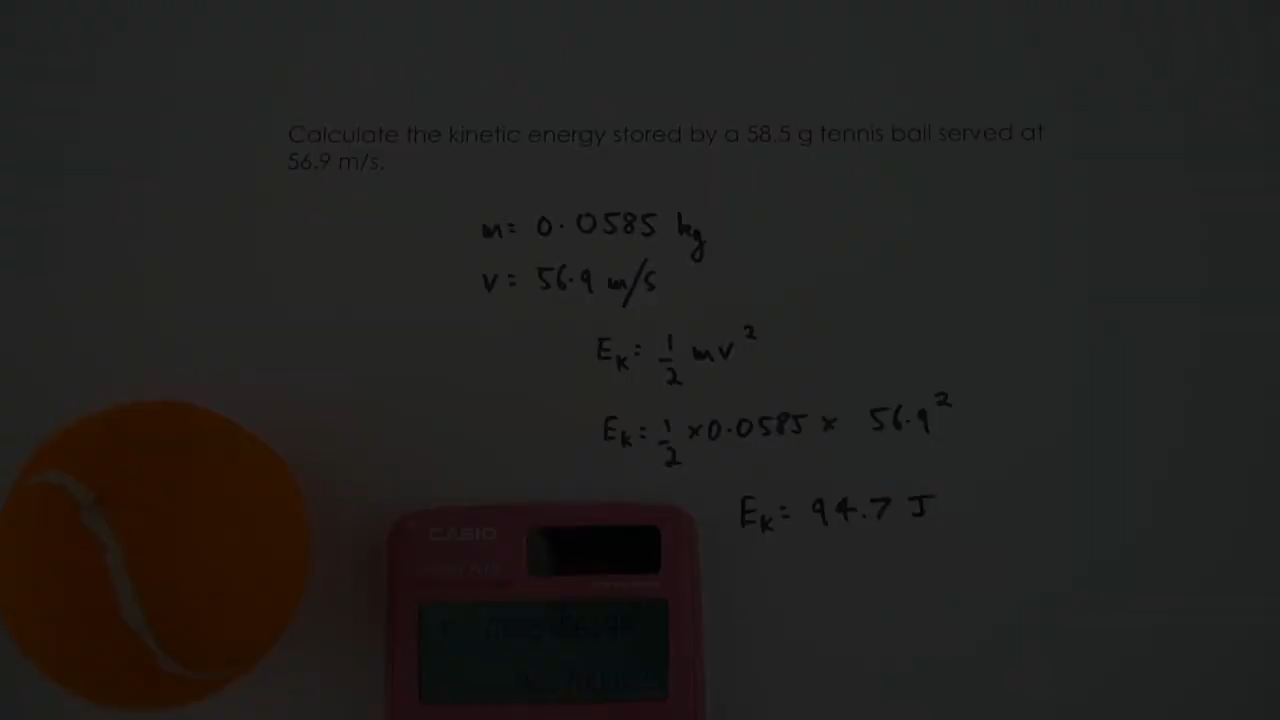 Calculate the kinetic energy stored by a 58.5 g tennis ball served at
56.9 m/s.
m= 0.0585 kg
v= 56.9 m/s
Eₖ= 1/2 mv²
Eₖ= 1/2 ×0.0585 × 56.9²
Eₖ= 94.7 J
CASIO